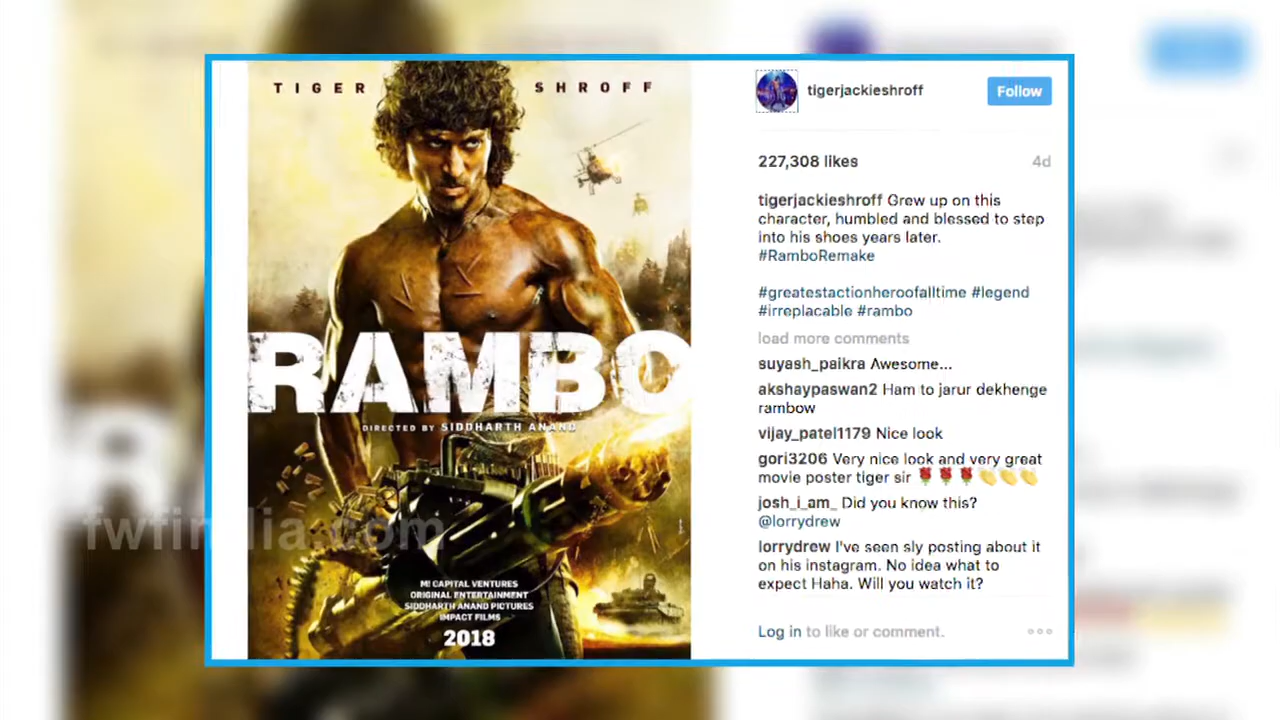 TIGER SHROFF
RAMBO
DIRECTED BY SIDDHARTH ANAND
M! CAPITAL VENTURES
ORIGINAL ENTERTAINMENT
SIDDHARTH ANAND PICTURES
IMPACT FILMS
2018
tigerjackieshroff
Follow
227,308 likes 4d
tigerjackieshroff Grew up on this
character, humbled and blessed to step
into his shoes years later.
#RamboRemake
#greatestactionheroofalltime #legend
#irreplacable #rambo
load more comments
suyash_paikra Awesome...
akshaypaswan2 Ham to jarur dekhenge
rambow
vijay_patel1179 Nice look
gori3206 Very nice look and very great
movie poster tiger sir 🌹🌹🌹👏👏👏
josh_i_am_ Did you know this?
@lorrydrew
lorrydrew I've seen sly posting about it
on his instagram. No idea what to
expect Haha. Will you watch it?
Log in to like or comment.
fwfindia.com